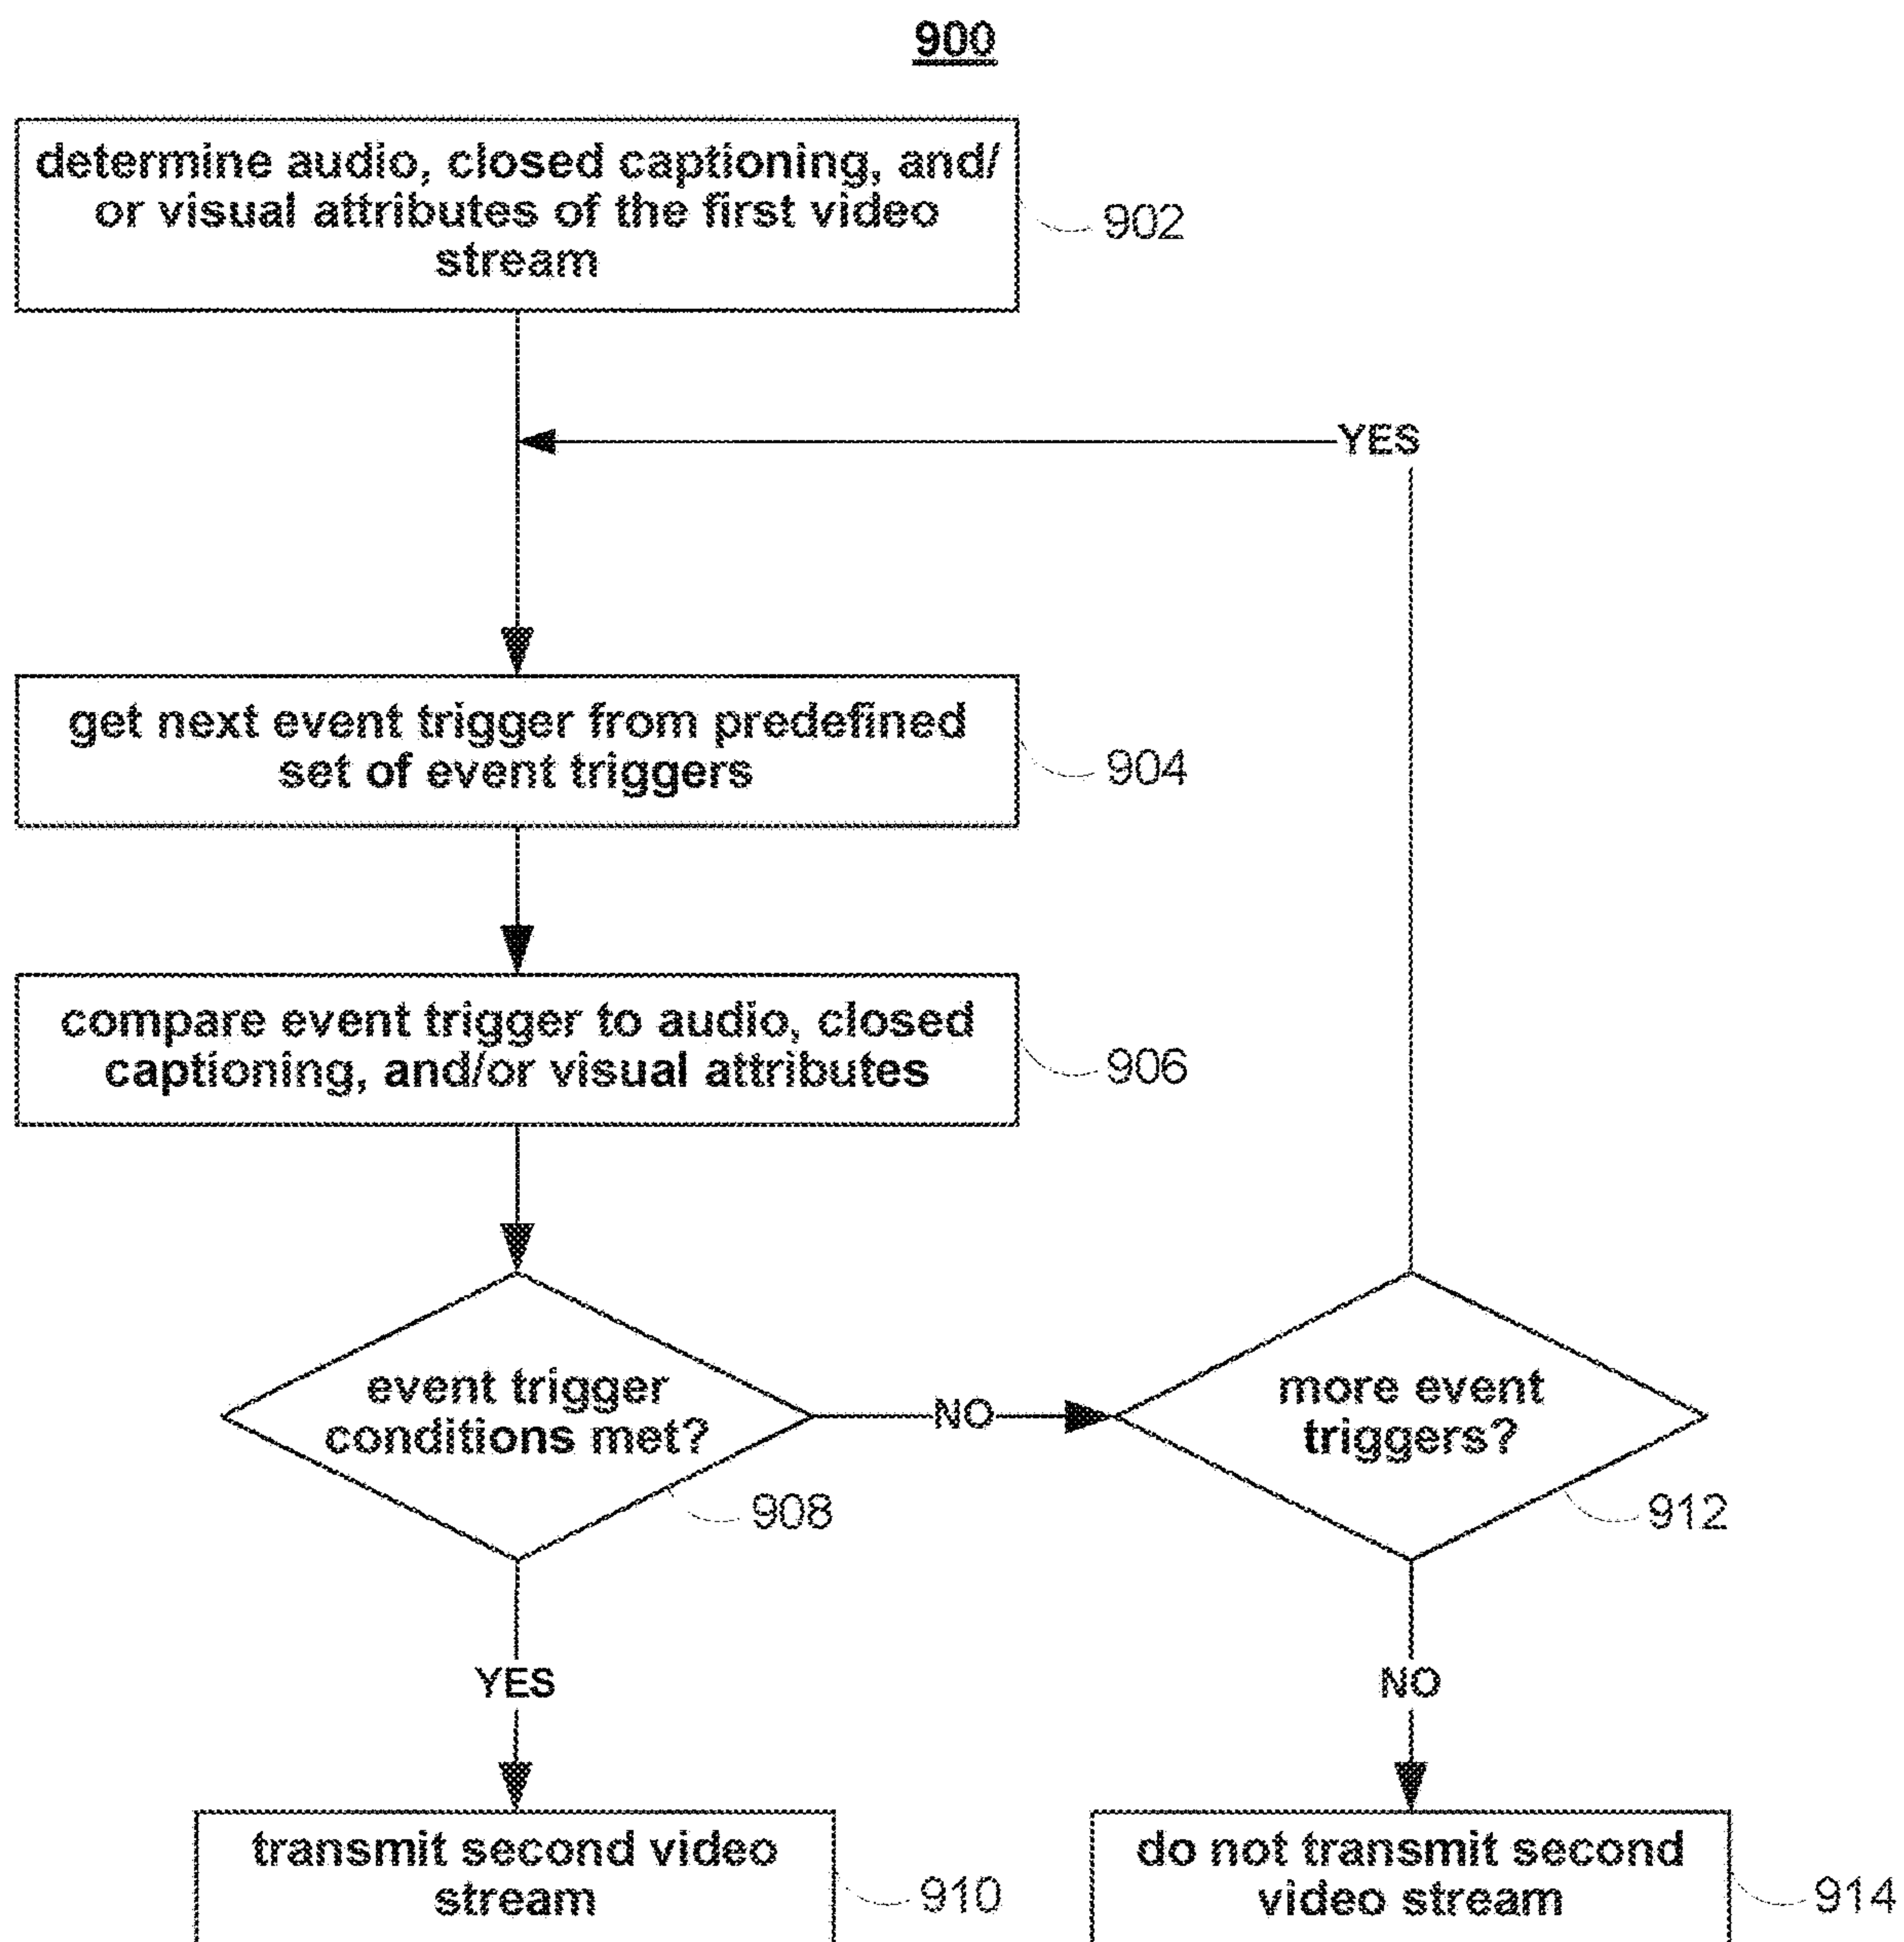 900
determine audio, closed captioning, and/
or visual attributes of the first video
stream
902
YES
get next event trigger from predefined
set of event triggers
904
compare event trigger to audio, closed
captioning, and/or visual attributes
906
event trigger
conditions met?
908
NO
more event
triggers?
912
YES
NO
transmit second video
stream
910
do not transmit second
video stream
914